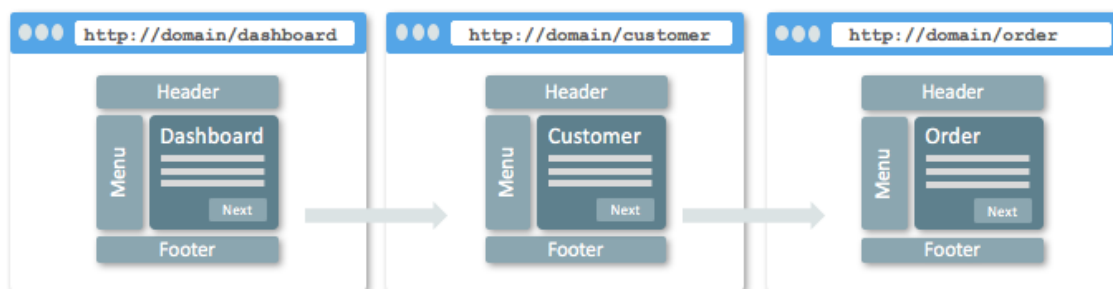 http://domain/dashboard
Header
Menu
Dashboard
Next
Footer
http://domain/customer
Header
Menu
Customer
Next
Footer
http://domain/order
Header
Menu
Order
Next
Footer